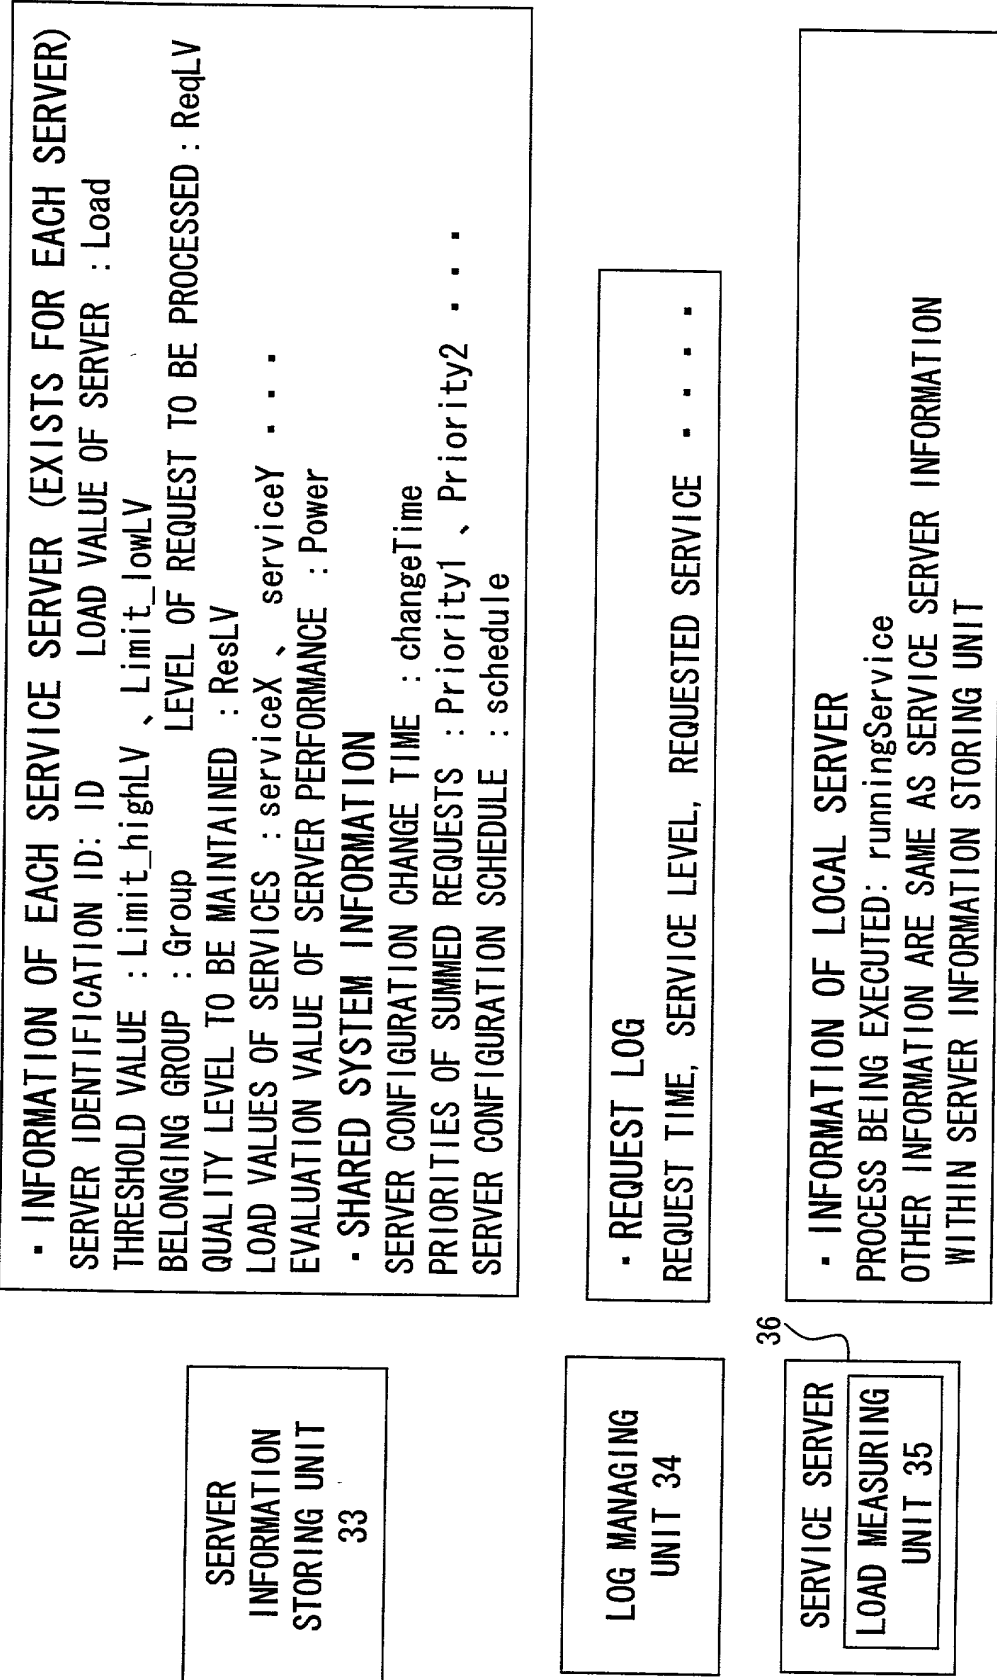 SERVER
INFORMATION
STORING UNIT
33
· INFORMATION OF EACH SERVICE SERVER (EXISTS FOR EACH SERVER)
SERVER IDENTIFICATION ID: ID LOAD VALUE OF SERVER : Load
THRESHOLD VALUE : Limit_highLV 、 Limit_lowLV
BELONGING GROUP : Group LEVEL OF REQUEST TO BE PROCESSED : ReqLV
QUALITY LEVEL TO BE MAINTAINED : ResLV
LOAD VALUES OF SERVICES : serviceX 、 serviceY · · ·
EVALUATION VALUE OF SERVER PERFORMANCE : Power
· SHARED SYSTEM INFORMATION
SERVER CONFIGURATION CHANGE TIME : changeTime
PRIORITIES OF SUMMED REQUESTS : Priority1 、 Priority2 · · ·
SERVER CONFIGURATION SCHEDULE : schedule
LOG MANAGING
UNIT 34
· REQUEST LOG
REQUEST TIME, SERVICE LEVEL, REQUESTED SERVICE · · · ·
36
SERVICE SERVER
LOAD MEASURING
UNIT 35
· INFORMATION OF LOCAL SERVER
PROCESS BEING EXECUTED: runningService
OTHER INFORMATION ARE SAME AS SERVICE SERVER INFORMATION
WITHIN SERVER INFORMATION STORING UNIT